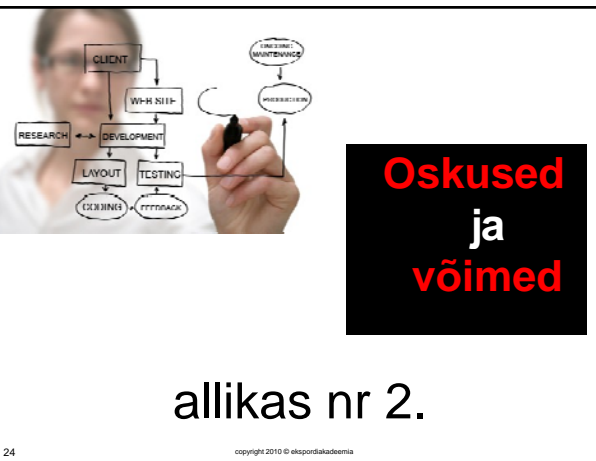 CLIENT
ONGOING
MAINTENANCE
WEB SITE
PRODUCTION
RESEARCH
DEVELOPMENT
LAYOUT
TESTING
CODING
FEEDBACK
Oskused
ja
võimed
allikas nr 2.
24
copyright 2010 © ekspordiakadeemia